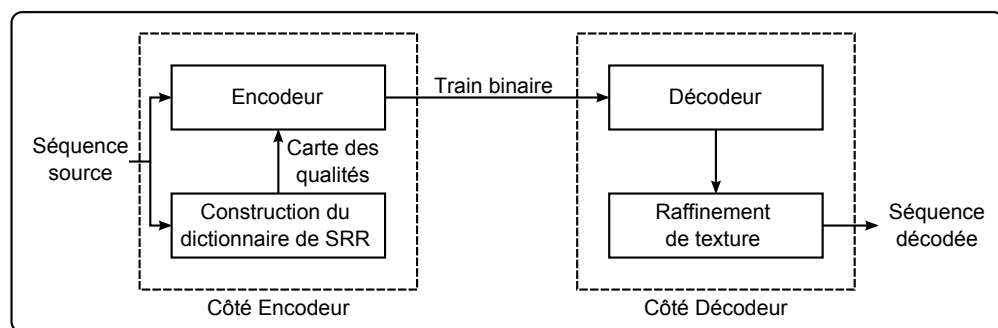 Séquence
source
Encodeur
Carte des
qualités
Construction du
dictionnaire de SRR
Côté Encodeur
Train binaire
Décodeur
Raffinement
de texture
Côté Décodeur
Séquence
décodée